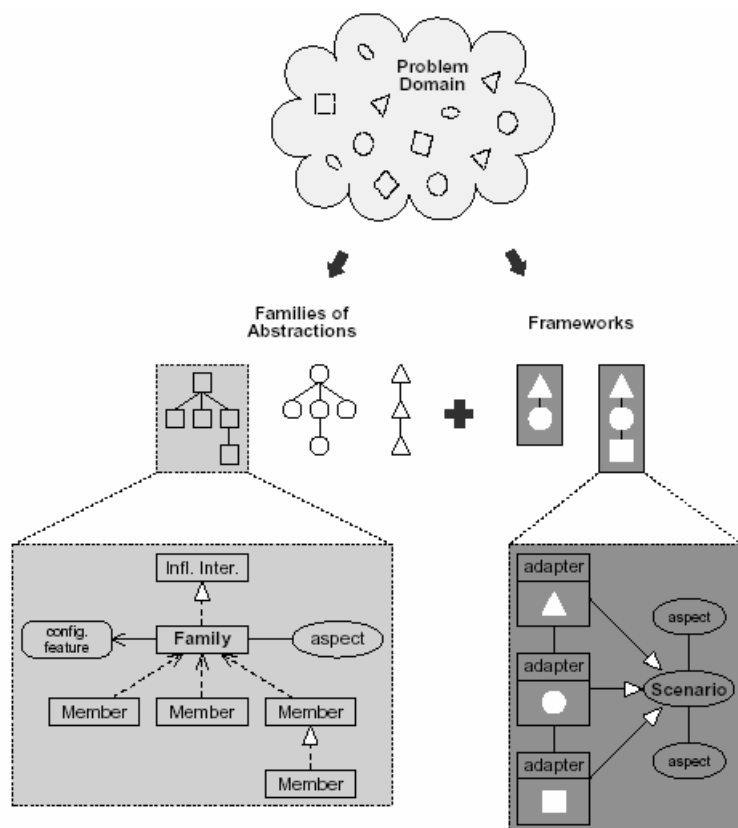 Problem
Domain
Families of
Abstractions
Frameworks
Infl. Inter.
config.
feature
Family
aspect
Member
Member
Member
Member
adapter
adapter
adapter
aspect
Scenario
aspect